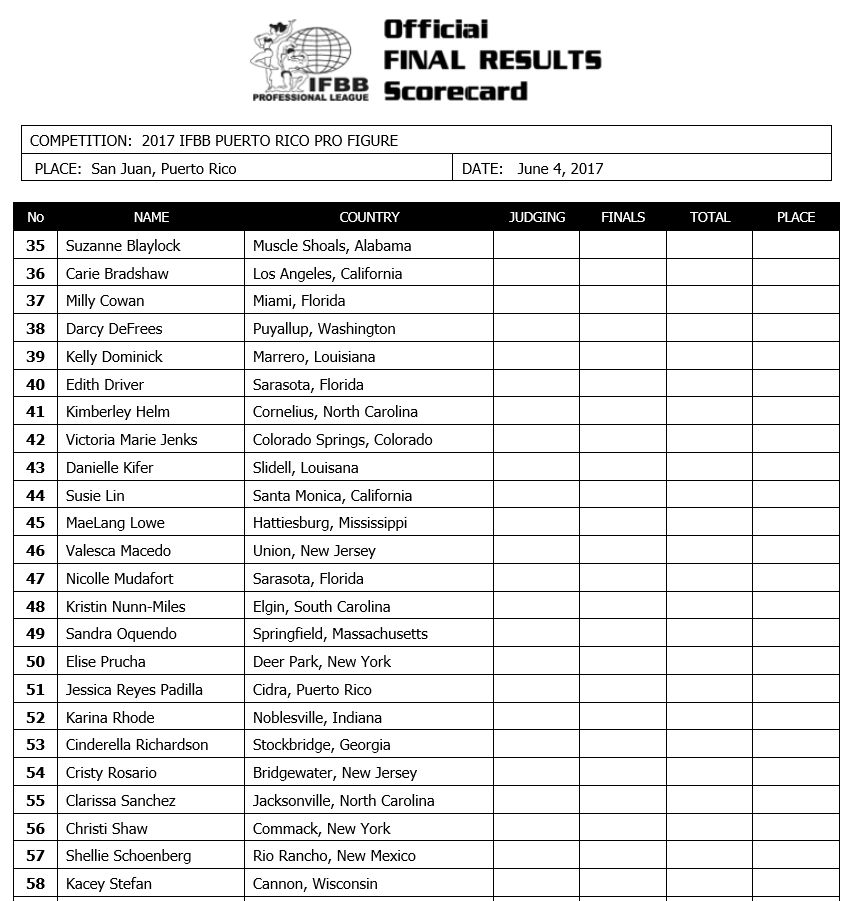 Official
FINAL RESULTS
Scorecard
IFBB
PROFESSIONAL LEAGUE
COMPETITION: 2017 IFBB PUERTO RICO PRO FIGURE
PLACE: San Juan, Puerto Rico DATE: June 4, 2017
No NAME COUNTRY JUDGING FINALS TOTAL PLACE
35 Suzanne Blaylock Muscle Shoals, Alabama
36 Carie Bradshaw Los Angeles, California
37 Milly Cowan Miami, Florida
38 Darcy DeFrees Puyallup, Washington
39 Kelly Dominick Marrero, Louisiana
40 Edith Driver Sarasota, Florida
41 Kimberley Helm Cornelius, North Carolina
42 Victoria Marie Jenks Colorado Springs, Colorado
43 Danielle Kifer Slidell, Louisana
44 Susie Lin Santa Monica, California
45 MaeLang Lowe Hattiesburg, Mississippi
46 Valesca Macedo Union, New Jersey
47 Nicolle Mudafort Sarasota, Florida
48 Kristin Nunn-Miles Elgin, South Carolina
49 Sandra Oquendo Springfield, Massachusetts
50 Elise Prucha Deer Park, New York
51 Jessica Reyes Padilla Cidra, Puerto Rico
52 Karina Rhode Noblesville, Indiana
53 Cinderella Richardson Stockbridge, Georgia
54 Cristy Rosario Bridgewater, New Jersey
55 Clarissa Sanchez Jacksonville, North Carolina
56 Christi Shaw Commack, New York
57 Shellie Schoenberg Rio Rancho, New Mexico
58 Kacey Stefan Cannon, Wisconsin